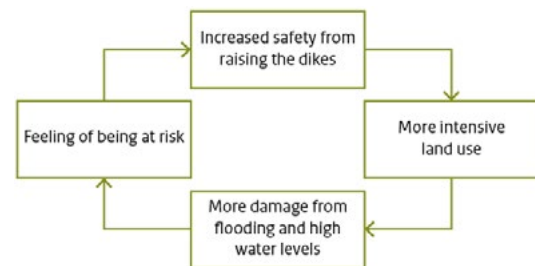 Increased safety from
raising the dikes
Feeling of being at risk
More intensive
land use
More damage from
flooding and high
water levels